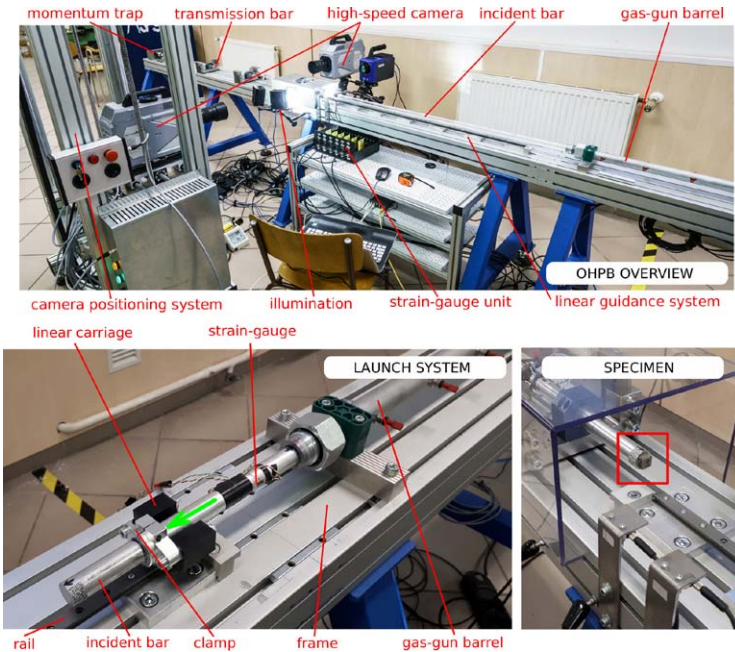 momentum trap
transmission bar
high-speed camera
incident bar
gas-gun barrel
OHPB OVERVIEW
camera positioning system
illumination
strain-gauge unit
linear guidance system
linear carriage
strain-gauge
LAUNCH SYSTEM
SPECIMEN
rail
incident bar
clamp
frame
gas-gun barrel